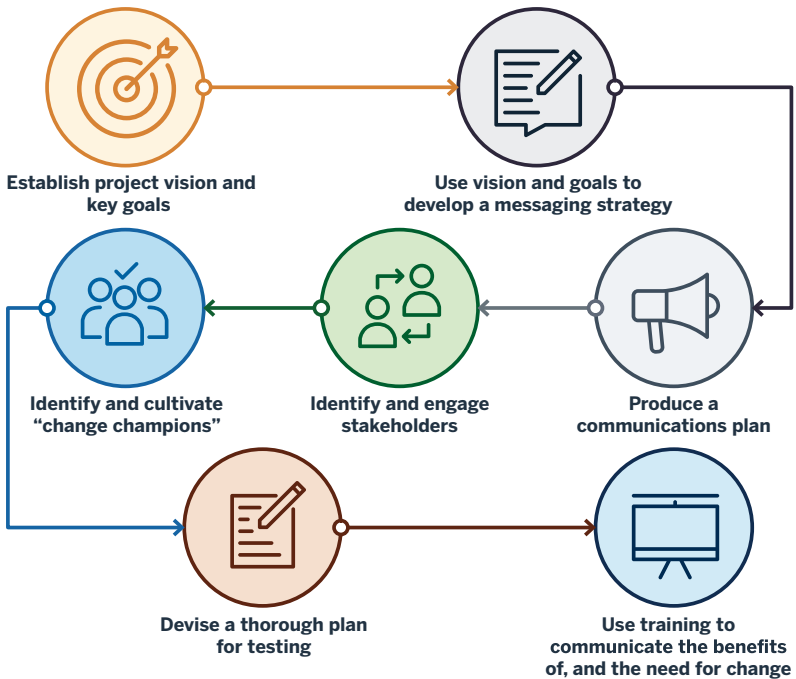 Establish project vision and
key goals
Use vision and goals to
develop a messaging strategy
Produce a
communications plan
Identify and engage
stakeholders
Identify and cultivate
“change champions”
Devise a thorough plan
for testing
Use training to
communicate the benefits
of, and the need for change